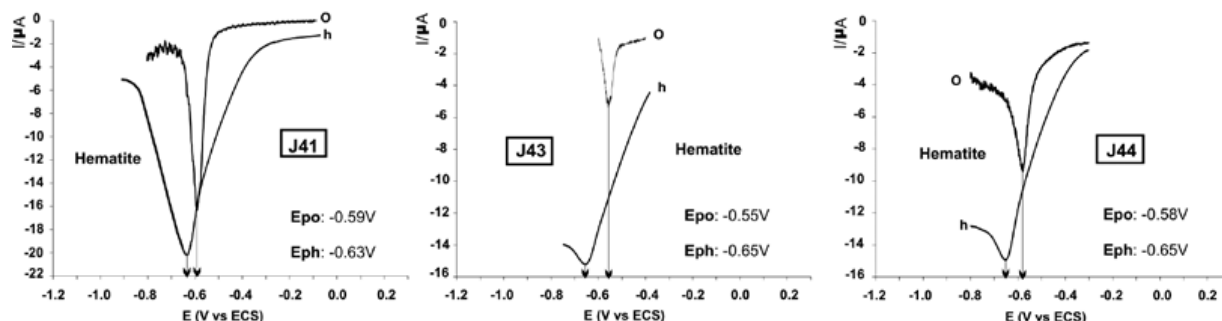 I/µA
0
-2
-4
-6
-8
-10
-12
-14
-16
-18
-20
22
O
h
Hematite
J41
Epo: -0.59V
Eph: -0.63V
-1.2 -1.0 -0.8 -0.6 -0.4 -0.2 0.0 0.2
E (V vs ECS)
I/µA
0
-2
-4
-6
-8
-10
-12
-14
-16
O
h
J43
Hematite
Epo: -0.55V
Eph: -0.65V
-1.2 -1.0 -0.8 -0.6 -0.4 -0.2 0.0 0.2
E (V vs ECS)
I/µA
0
-2
-4
-6
-8
-10
-12
-14
-16
O
h
Hematite
J44
Epo: -0.58V
Eph: -0.65V
-1.2 -1.0 -0.8 -0.6 -0.4 -0.2 0.0 0.2
E (V vs ECS)